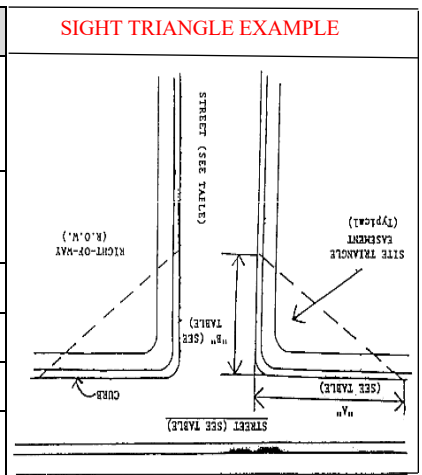 SIGHT TRIANGLE EXAMPLE
STREET (SEE TABLE)
RIGHT-OF-WAY
(R.O.W.)
SITE TRIANGLE
EASEMENT
(Typical)
"B" (SEE
TABLE)
CURB
"A"
(SEE TABLE)
STREET (SEE TABLE)